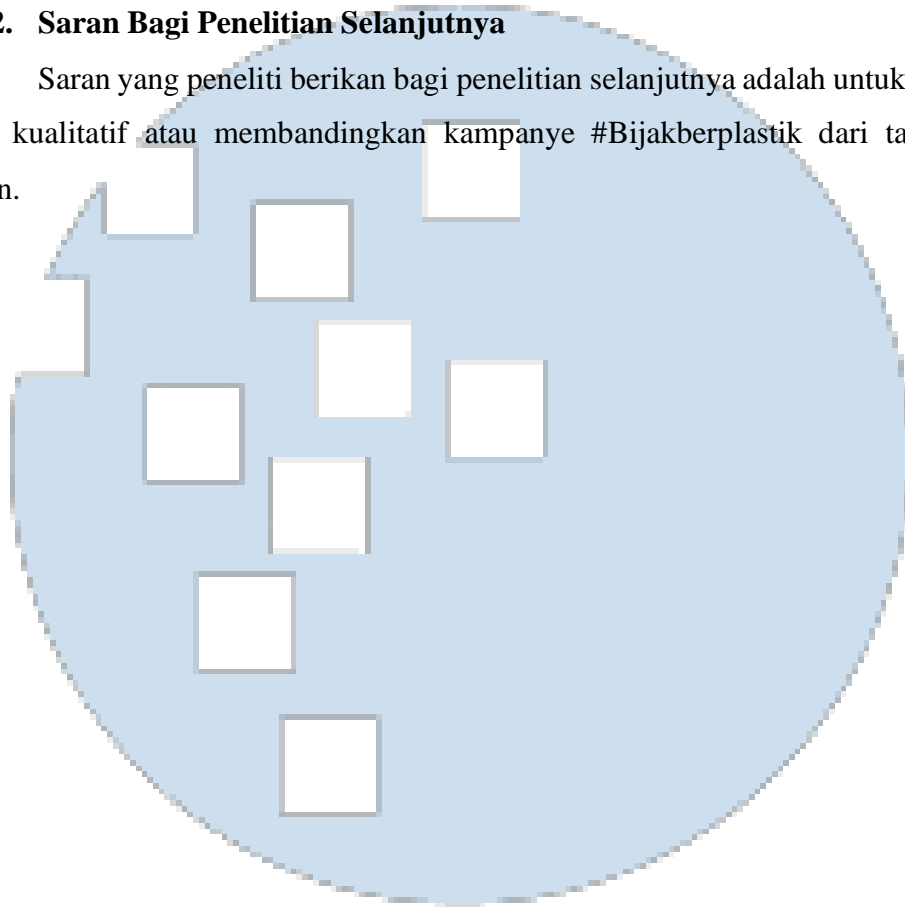 2. Saran Bagi Penelitian Selanjutnya
Saran yang peneliti berikan bagi penelitian selanjutnya adalah untuk
kualitatif atau membandingkan kampanye #Bijakberplastik dari ta
n.